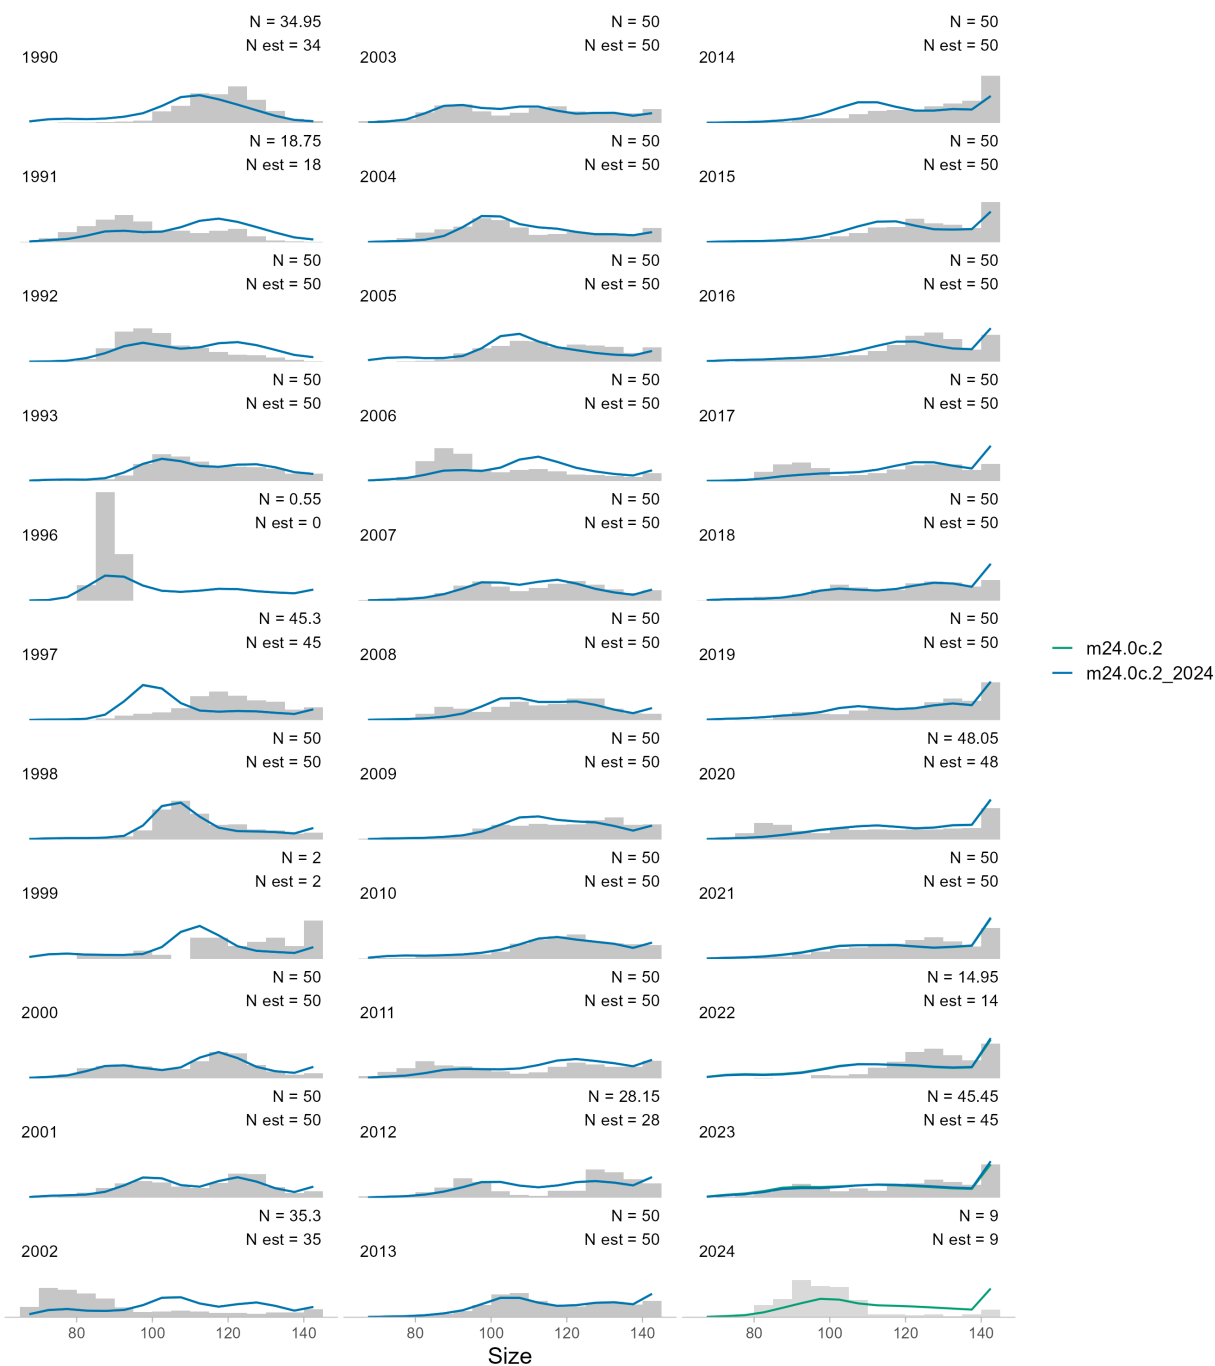 N = 34.95
N est = 34
1990
N = 18.75
N est = 18
1991
N = 50
N est = 50
1992
N = 50
N est = 50
1993
N = 0.55
N est = 0
1996
N = 45.3
N est = 45
1997
N = 50
N est = 50
1998
N = 2
N est = 2
1999
N = 50
N est = 50
2000
N = 50
N est = 50
2001
N = 35.3
N est = 35
2002
80 100 120 140
N = 50
N est = 50
2003
N = 50
N est = 50
2004
N = 50
N est = 50
2005
N = 50
N est = 50
2006
N = 50
N est = 50
2007
N = 50
N est = 50
2008
N = 50
N est = 50
2009
N = 50
N est = 50
2010
N = 50
N est = 50
2011
N = 28.15
N est = 28
2012
N = 50
N est = 50
2013
80 100 120 140
N = 50
N est = 50
2014
N = 50
N est = 50
2015
N = 50
N est = 50
2016
N = 50
N est = 50
2017
N = 50
N est = 50
2018
N = 50
N est = 50
2019
N = 48.05
N est = 48
2020
N = 50
N est = 50
2021
N = 14.95
N est = 14
2022
N = 45.45
N est = 45
2023
N = 9
N est = 9
2024
80 100 120 140
Size
m24.0c.2
m24.0c.2_2024